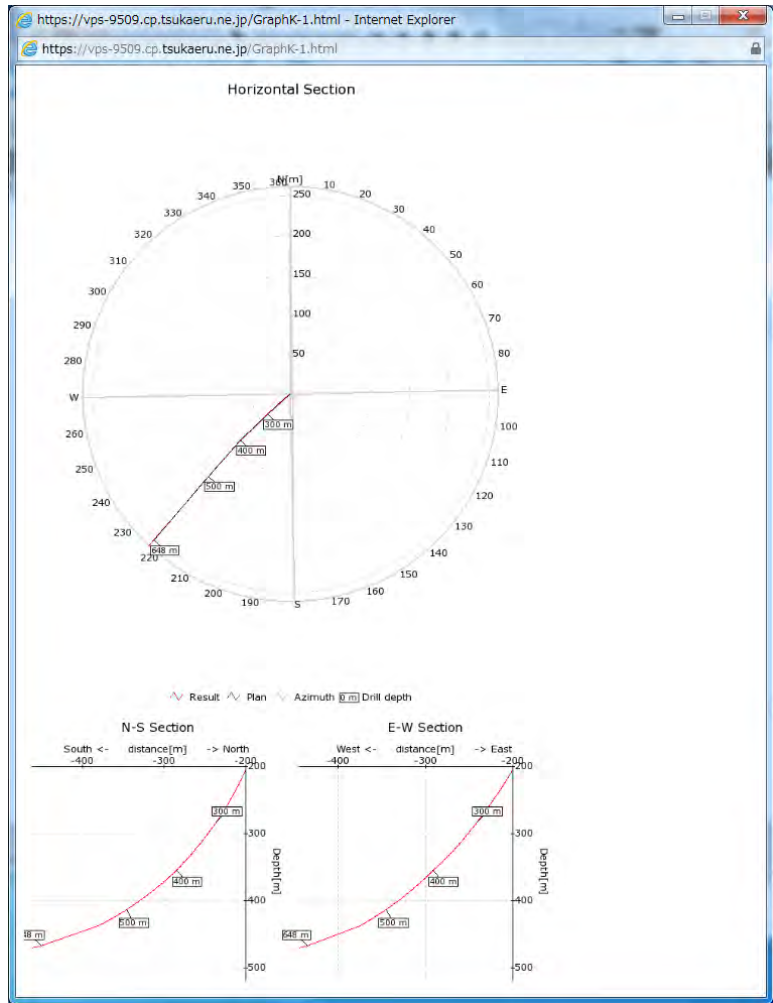 https://vps-9509.cp.tsukaeru.ne.jp/GraphK-1.html - Internet Explorer
https://vps-9509.cp.tsukaeru.ne.jp/GraphK-1.html
Horizontal Section
N[m]
350 360 10
340 250 20
330 30
320 200 40
310 150 50
300 60
290 100 70
280 50 80
W E
260 300 m 100
250 400 m 110
240 500 m 120
230 130
220 648 m 140
210 150
200 160
190 S 170
Result Plan Azimuth 0 m Drill depth
N-S Section E-W Section
South <- distance[m] -> North West <- distance[m] -> East
-400 -300 -200 -200 -400 -300 -200 -200
300 m 300 m
-300 -300
Depth[m] Depth[m]
400 m 400 m
-400 -400
500 m 500 m
48 m 648 m
-500 -500